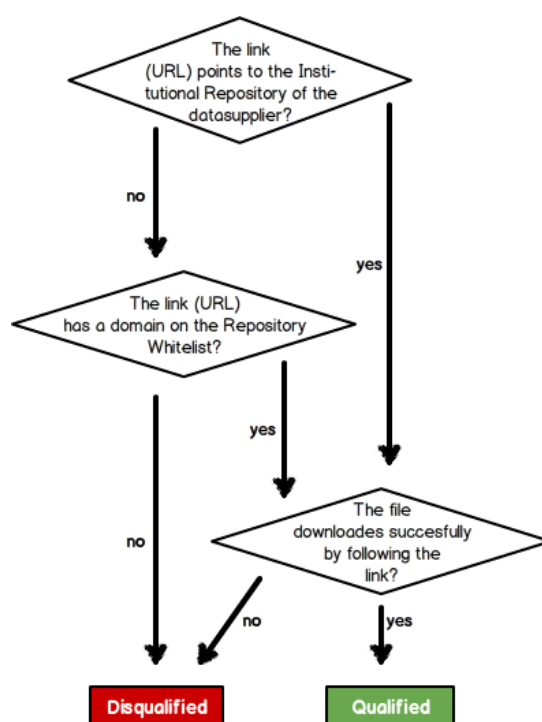 The link
(URL) points to the Insti-
tutional Repository of the
datasupplier?
no
yes
The link (URL)
has a domain on the Repository
Whitelist?
yes
no
The file
downloades succesfully
by following the
link?
no
yes
Disqualified
Qualified